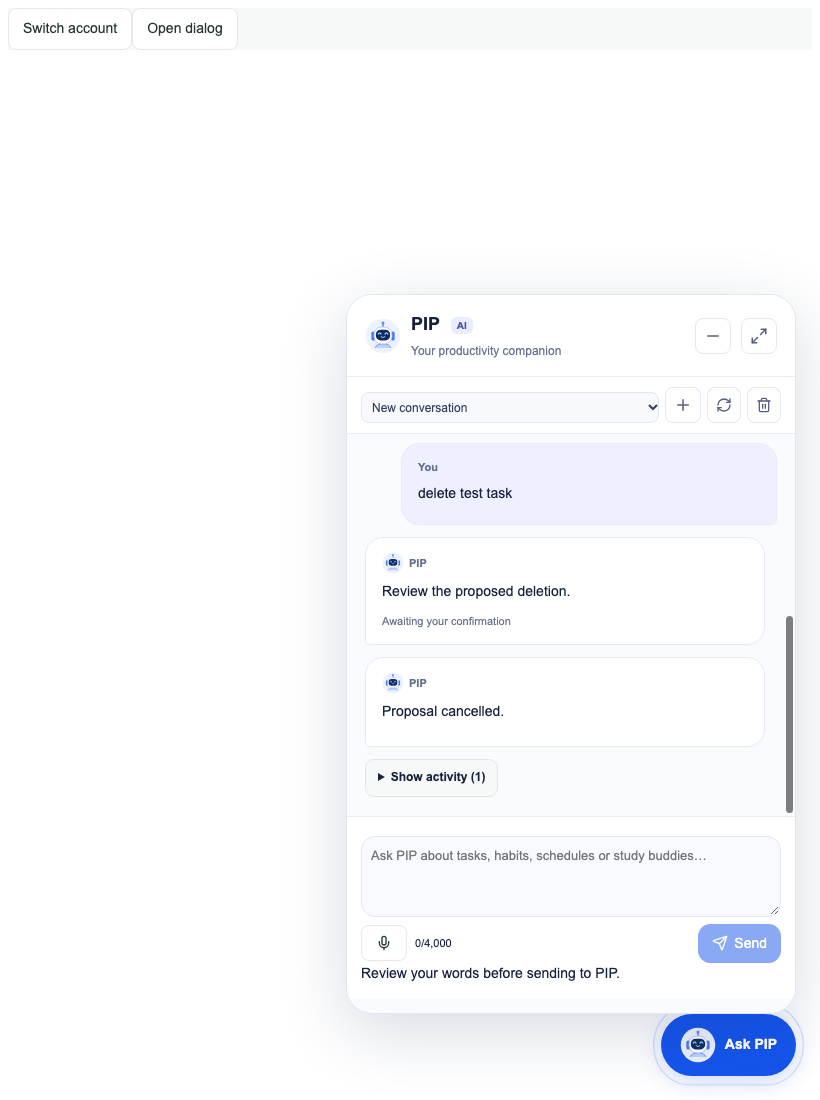 Switch account
Open dialog
PIP
AI
Your productivity companion
New conversation
You
delete test task
PIP
Review the proposed deletion.
Awaiting your confirmation
PIP
Proposal cancelled.
Show activity (1)
Ask PIP about tasks, habits, schedules or study buddies…
0/4,000
Send
Review your words before sending to PIP.
Ask PIP